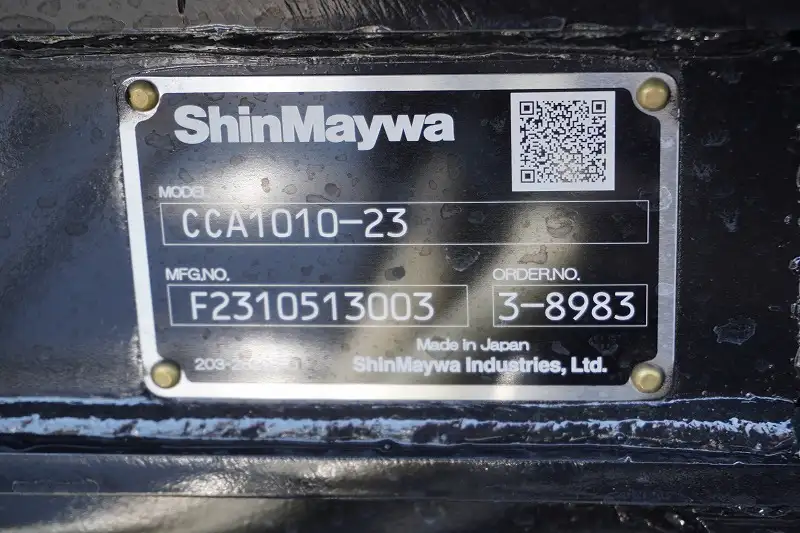 ShinMaywa
MODEL
CCA1010-23
MFG.NO.
ORDER.NO.
F2310513003
3-8983
Made in Japan
ShinMaywa Industries, Ltd.